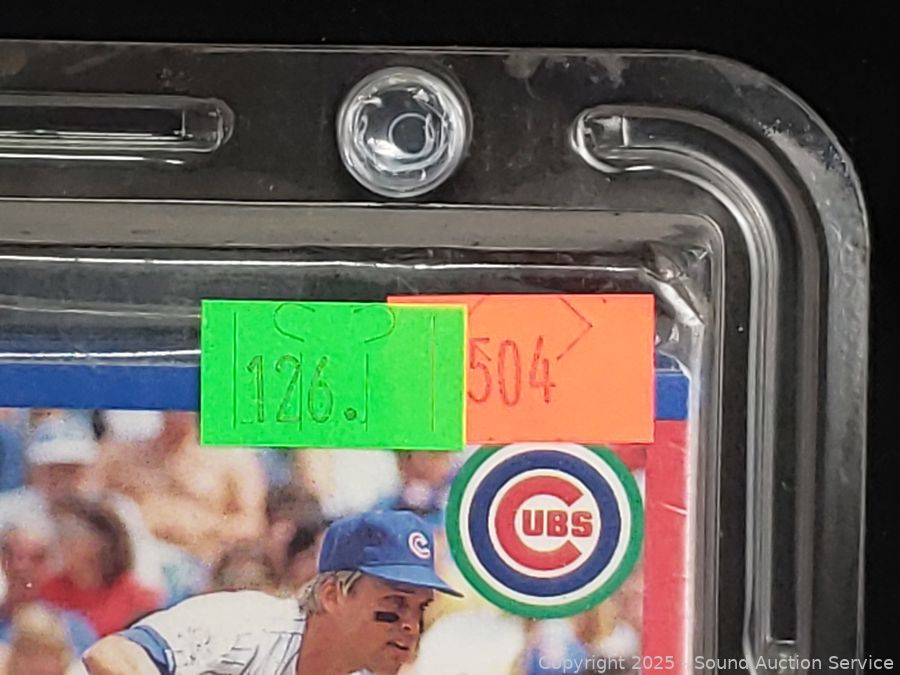 126.
504
CUBS
C
Copyright 2025 - Sound Auction Service